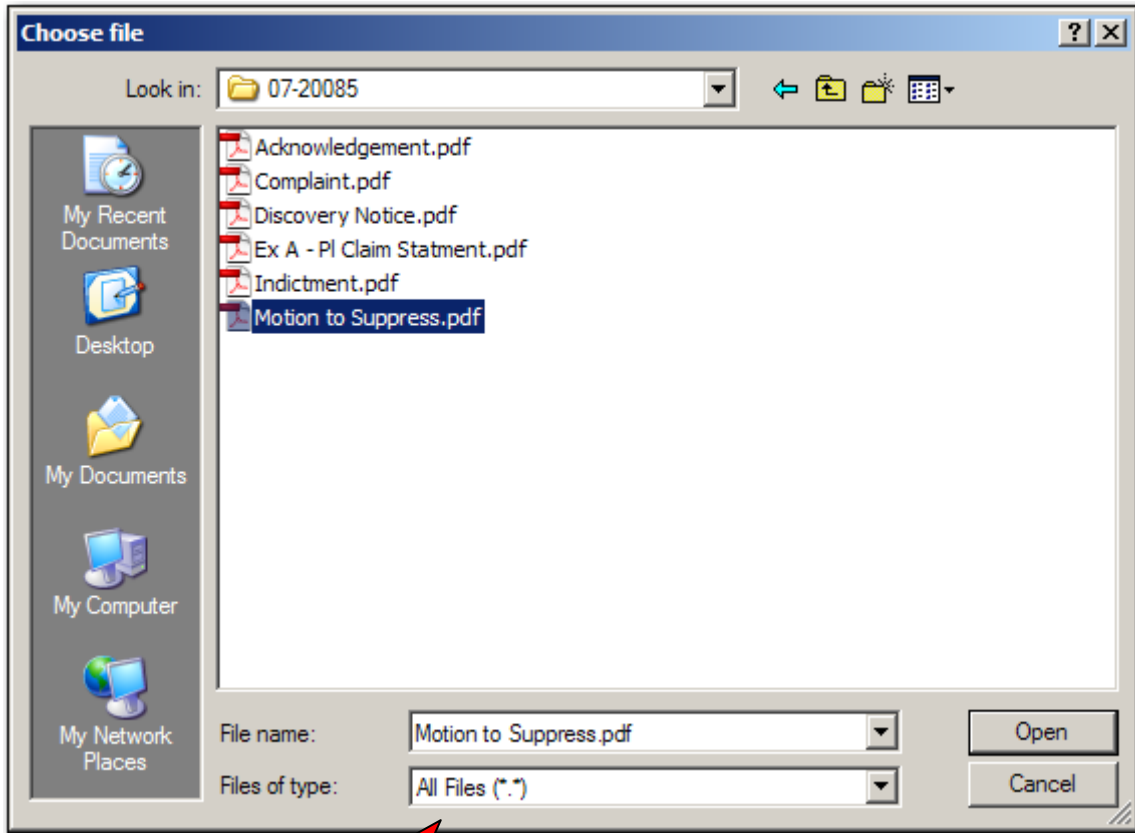 Choose file
Look in:
07-20085
My Recent
Documents
Desktop
My Documents
My Computer
My Network
Places
Acknowledgement.pdf
Complaint.pdf
Discovery Notice.pdf
Ex A - Pl Claim Statment.pdf
Indictment.pdf
Motion to Suppress.pdf
File name:
Motion to Suppress.pdf
Open
Files of type:
All Files (*.*)
Cancel